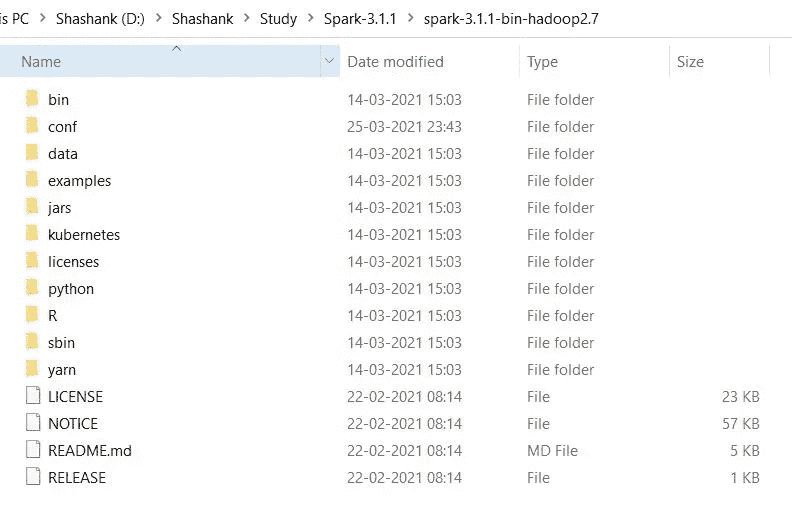 is PC > Shashank (D:) > Shashank > Study > Spark-3.1.1 > spark-3.1.1-bin-hadoop2.7
Name Date modified Type Size
bin 14-03-2021 15:03 File folder
conf 25-03-2021 23:43 File folder
data 14-03-2021 15:03 File folder
examples 14-03-2021 15:03 File folder
jars 14-03-2021 15:03 File folder
kubernetes 14-03-2021 15:03 File folder
licenses 14-03-2021 15:03 File folder
python 14-03-2021 15:03 File folder
R 14-03-2021 15:03 File folder
sbin 14-03-2021 15:03 File folder
yarn 14-03-2021 15:03 File folder
LICENSE 22-02-2021 08:14 File 23 KB
NOTICE 22-02-2021 08:14 File 57 KB
README.md 22-02-2021 08:14 MD File 5 KB
RELEASE 22-02-2021 08:14 File 1 KB